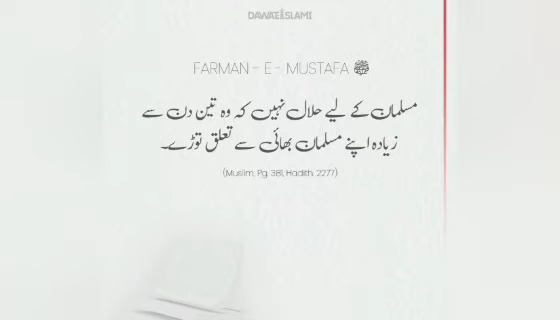 DAWATEISLAMI
FARMAN - E - MUSTAFA ﷺ
مسلمان کے لیے حلال نہیں کہ وہ تین دن سے
زیادہ اپنے مسلمان بھائی سے تعلق توڑے۔
(Muslim, Pg. 381, Hadith: 2277)